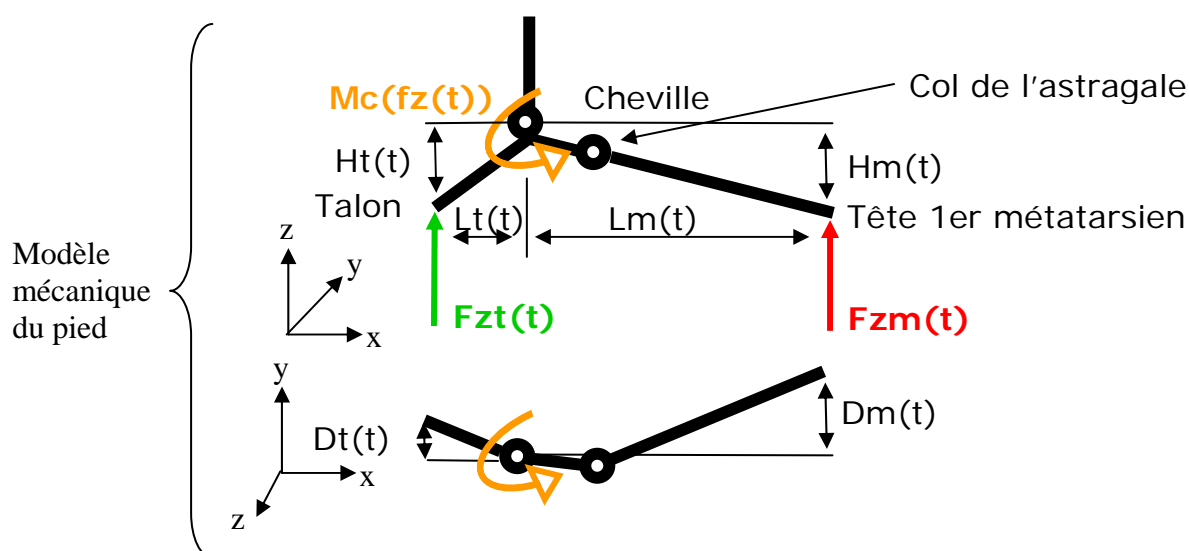 Mc(fz(t))
Cheville
Col de l'astragale
Ht(t)
Hm(t)
Talon
Tête 1er métatarsien
Lt(t)
Lm(t)
z
y
x
Modèle
mécanique
du pied
Fzt(t)
Fzm(t)
y
Dt(t)
Dm(t)
x
z